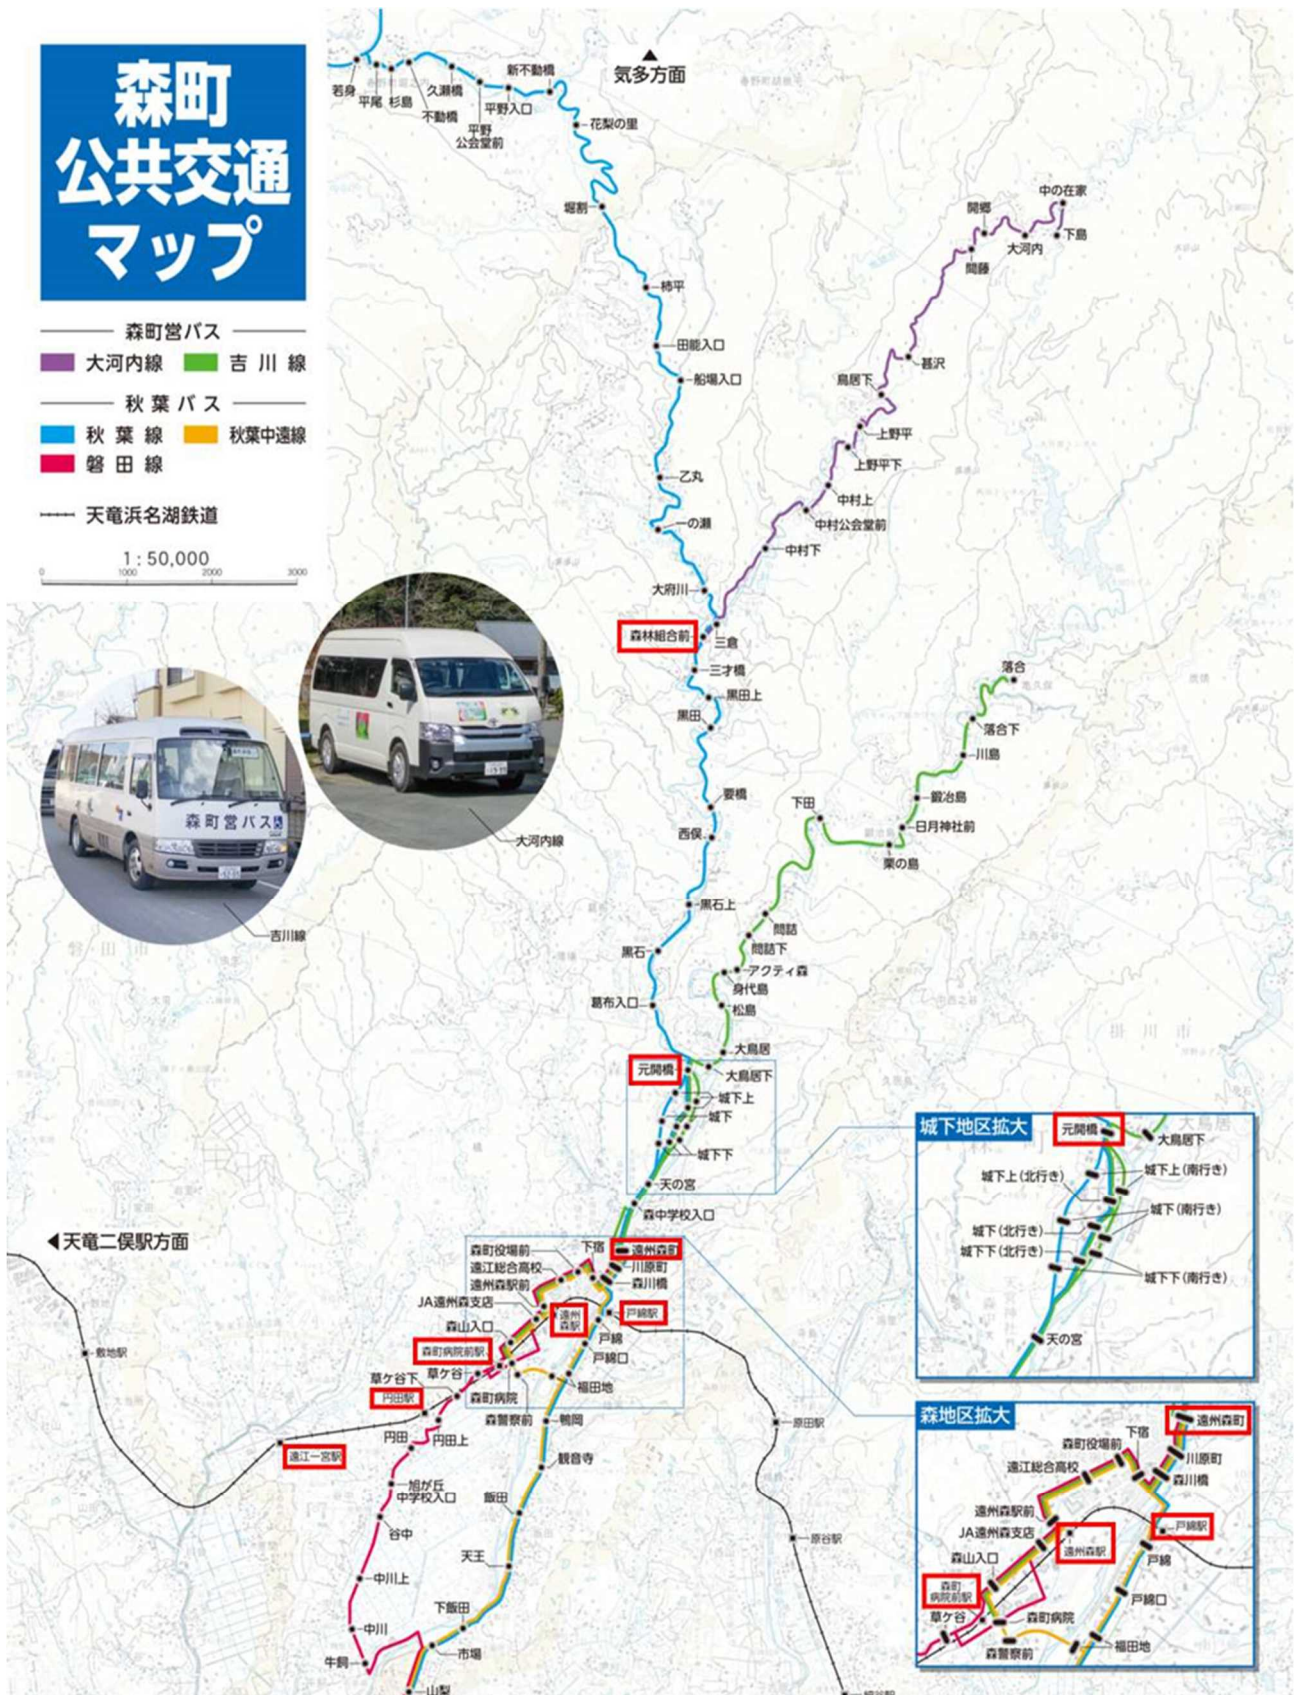 森町
公共交通
マップ
森町営バス
大河内線
吉川線
秋葉バス
秋葉線
秋葉中遠線
磐田線
天竜浜名湖鉄道
1:50,000
0 1000 2000 3000
気多方面
若身
平尾
杉島
不動橋
久瀬橋
平野
公会堂前
平野入口
新不動橋
花梨の里
堀割
柿平
田能入口
船場入口
乙丸
一の瀬
大府川
森林組合前
三倉
中の在家
下島
大河内
開郷
間藤
甚沢
鳥居下
上野平
上野平下
中村上
中村公会堂前
中村下
三才橋
黒田上
黒田
要橋
西俣
黒石上
黒石
葛布入口
落合
落合下
川島
鍛冶島
日月神社前
栗の島
下田
問詰
問詰下
アクティ森
身代島
松島
大鳥居
大鳥居下
元開橋
城下上
城下
城下下
天の宮
森中学校入口
森町営バス
大河内線
吉川線
磐田市
掛川市
天竜二俣駅方面
敷地駅
遠州森町
川原町
森川橋
下宿
森町役場前
遠江総合高校
遠州森駅前
JA遠州森支店
森山入口
遠州
森駅
戸綿駅
戸綿
戸綿口
森町病院前駅
草ケ谷
草ケ谷下
森町病院
森警察前
福田地
円田駅
円田
円田上
遠江一宮駅
鴨岡
観音寺
飯田
天王
下飯田
市場
山梨
旭が丘
中学校入口
谷中
中川上
中川
牛飼
原田駅
原谷駅
城下地区拡大
元開橋
大鳥居
大鳥居下
城下上(北行き)
城下上(南行き)
城下(北行き)
城下(南行き)
城下下(北行き)
城下下(南行き)
天の宮
森地区拡大
遠州森町
下宿
川原町
森川橋
森町役場前
遠江総合高校
遠州森駅前
JA遠州森支店
森山入口
遠州森駅
戸綿駅
戸綿
戸綿口
森町
病院前駅
草ケ谷
森町病院
森警察前
福田地